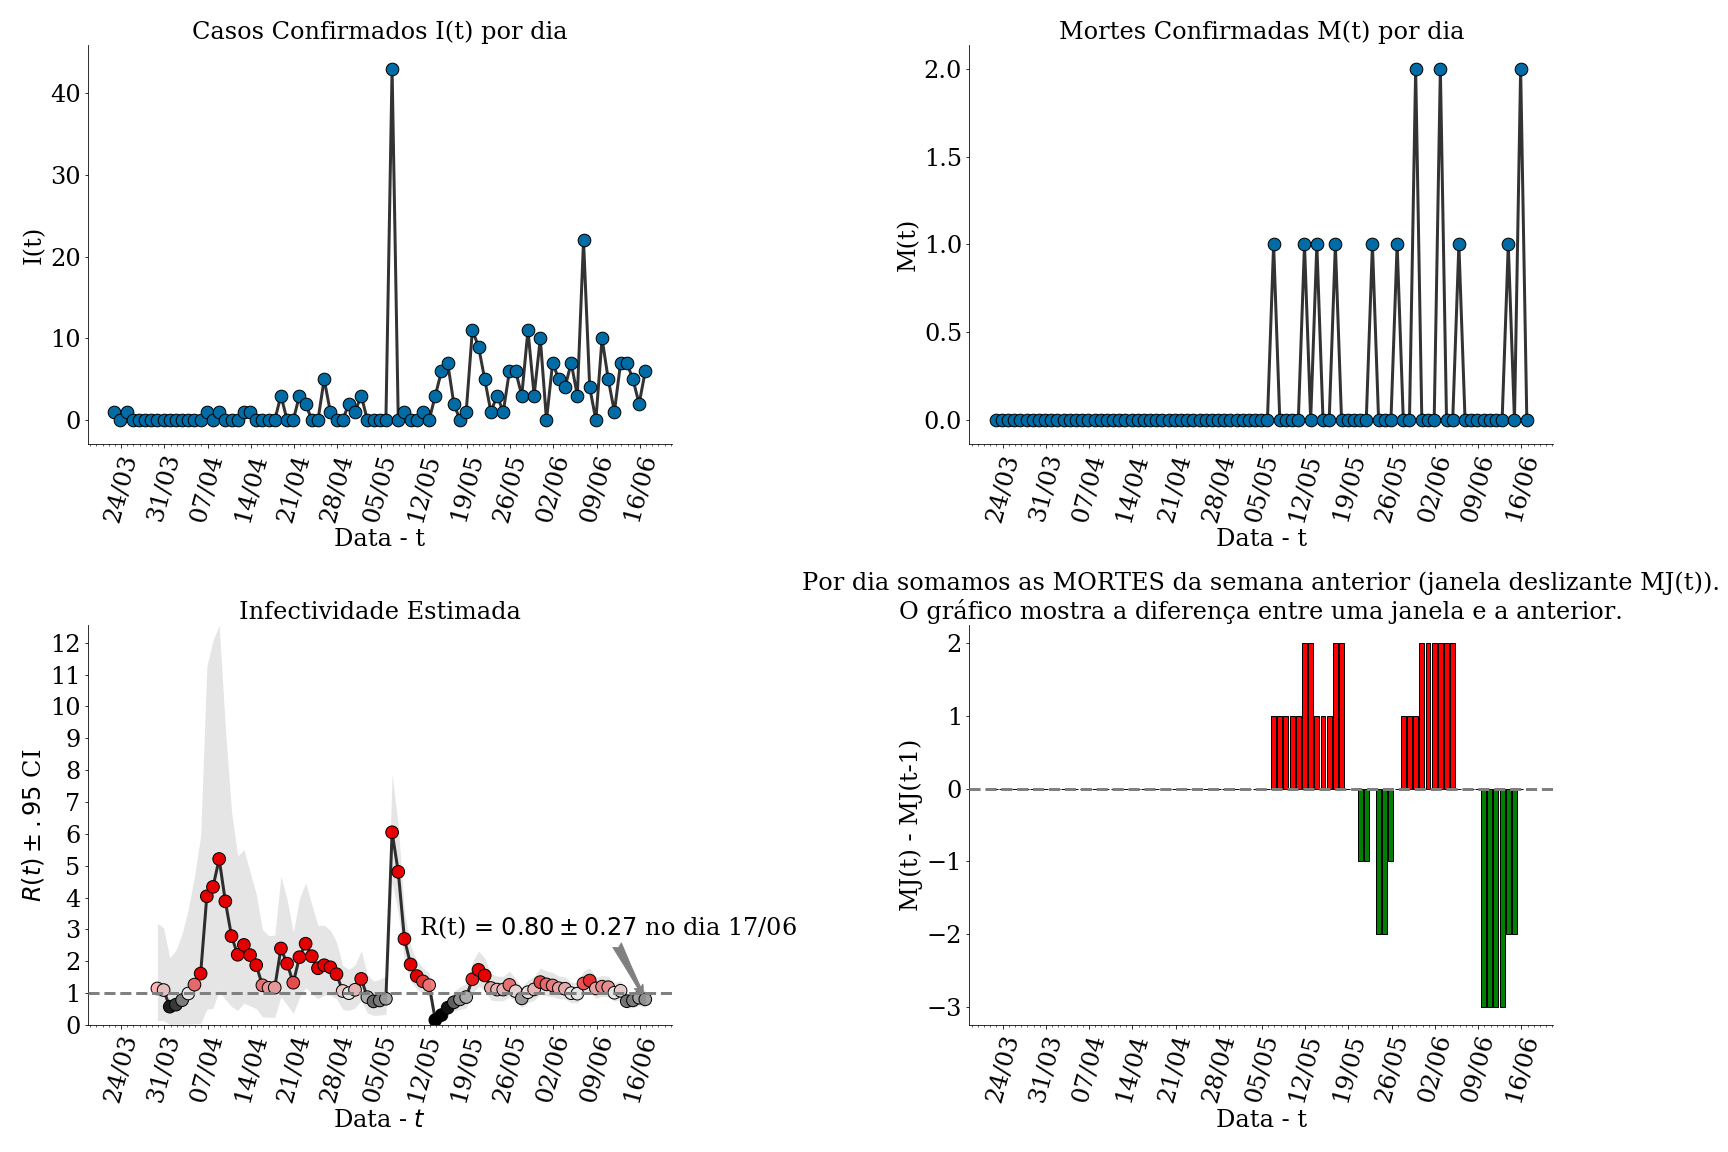 Casos Confirmados I(t) por dia
I(t)
40
30
20
10
0
24/03 31/03 07/04 14/04 21/04 28/04 05/05 12/05 19/05 26/05 02/06 09/06 16/06
Data - t
Mortes Confirmadas M(t) por dia
M(t)
2.0
1.5
1.0
0.5
0.0
24/03 31/03 07/04 14/04 21/04 28/04 05/05 12/05 19/05 26/05 02/06 09/06 16/06
Data - t
Infectividade Estimada
R(t) ± .95 CI
12
11
10
9
8
7
6
5
4
3
2
1
0
R(t) = 0.80 ± 0.27 no dia 17/06
24/03 31/03 07/04 14/04 21/04 28/04 05/05 12/05 19/05 26/05 02/06 09/06 16/06
Data - t
Por dia somamos as MORTES da semana anterior (janela deslizante MJ(t)).
O gráfico mostra a diferença entre uma janela e a anterior.
MJ(t) - MJ(t-1)
2
1
0
−1
−2
−3
24/03 31/03 07/04 14/04 21/04 28/04 05/05 12/05 19/05 26/05 02/06 09/06 16/06
Data - t